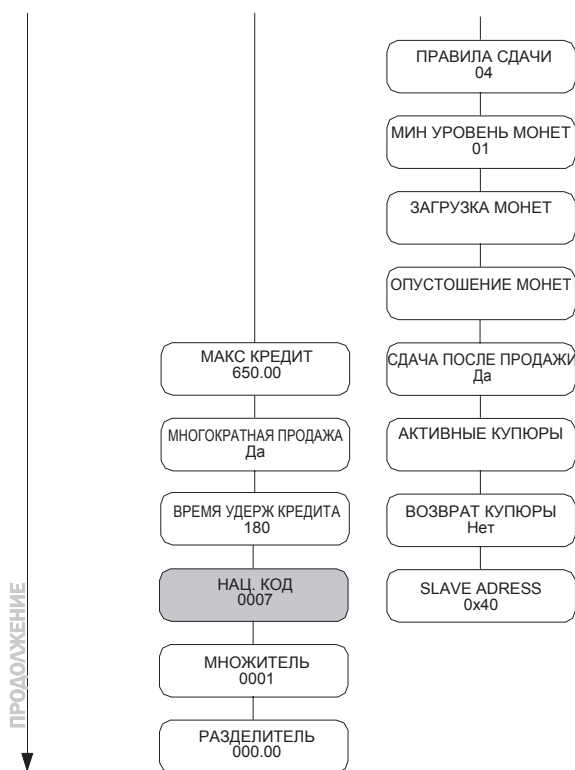 ПРАВИЛА СДАЧИ
04
МИН УРОВЕНЬ МОНЕТ
01
ЗАГРУЗКА МОНЕТ
ОПУСТОШЕНИЕ МОНЕТ
СДАЧА ПОСЛЕ ПРОДАЖИ
Да
АКТИВНЫЕ КУПЮРЫ
ВОЗВРАТ КУПЮРЫ
Нет
SLAVE ADRESS
0x40
МАКС КРЕДИТ
650.00
МНОГОКРАТНАЯ ПРОДАЖА
Да
ВРЕМЯ УДЕРЖ КРЕДИТА
180
НАЦ. КОД
0007
МНОЖИТЕЛЬ
0001
РАЗДЕЛИТЕЛЬ
000.00
ПРОДОЛЖЕНИЕ